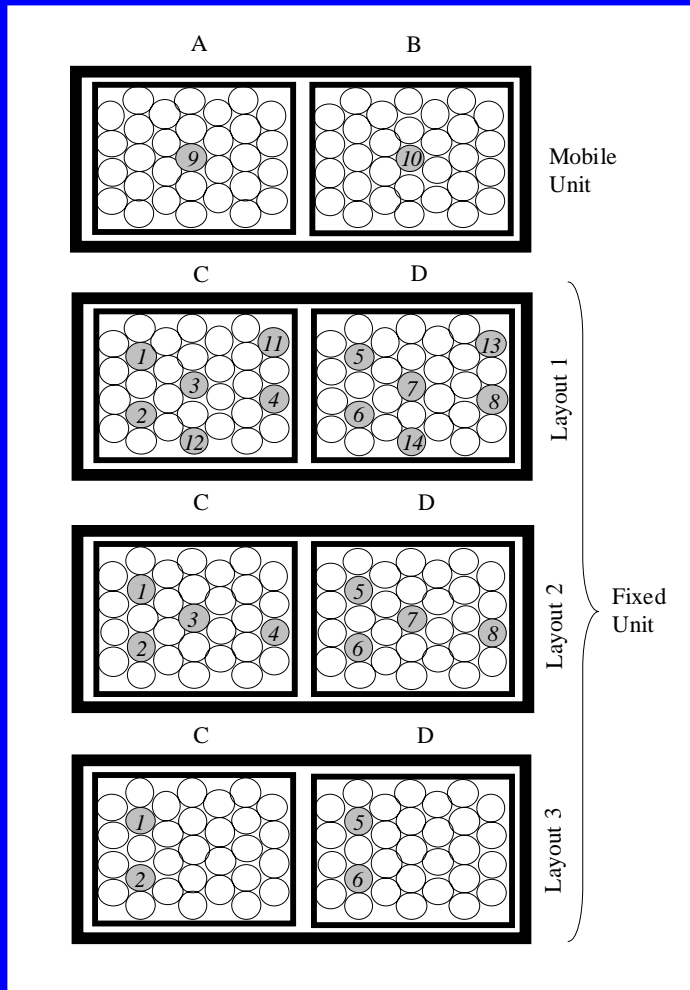 A B
9 10
Mobile
Unit
C D
1 11 5 13
3 4 7 8
2 12 6 14
Layout 1
C D
1 5
3 7
2 4 6 8
Layout 2
Fixed
Unit
C D
1 5
2 6
Layout 3